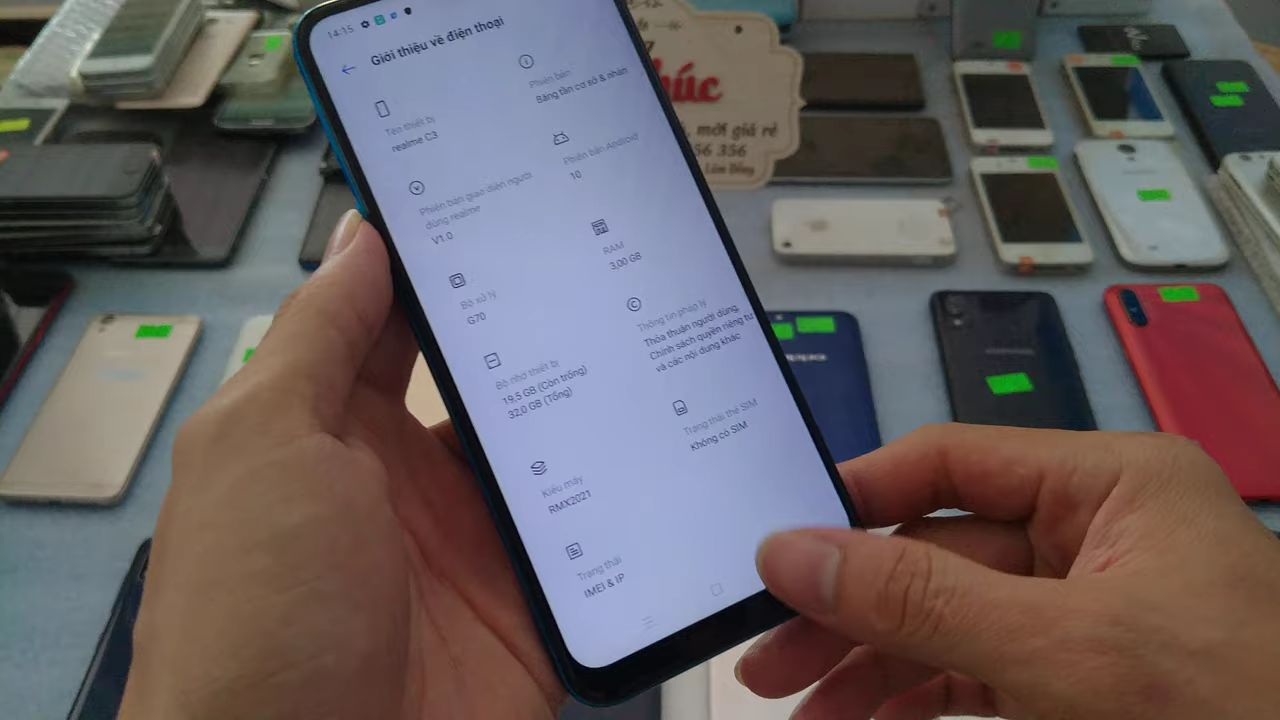 14:15
Giới thiệu về điện thoại
Tên thiết bị
realme C3
Phiên bản
Băng tần cơ sở & nhân
Phiên bản giao diện người
dùng realme
V1.0
Phiên bản Android
10
Bộ xử lý
G70
RAM
3,00 GB
Bộ nhớ thiết bị
19,5 GB (Còn trống)
32,0 GB (Tổng)
Thông tin pháp lý
Thỏa thuận người dùng,
Chính sách quyền riêng tư
và các nội dung khác
Kiểu máy
RMX2021
Trạng thái thẻ SIM
Không có SIM
Trạng thái
IMEI & IP
húc
, mới giá rẻ
56 356
Lâm Đồng